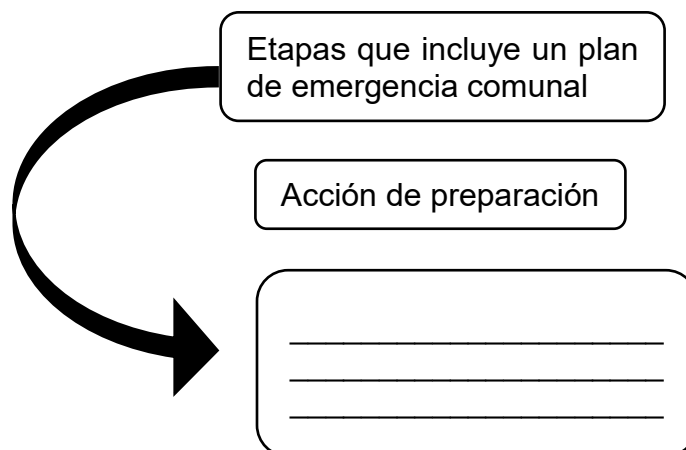 Etapas que incluye un plan
de emergencia comunal
Acción de preparación